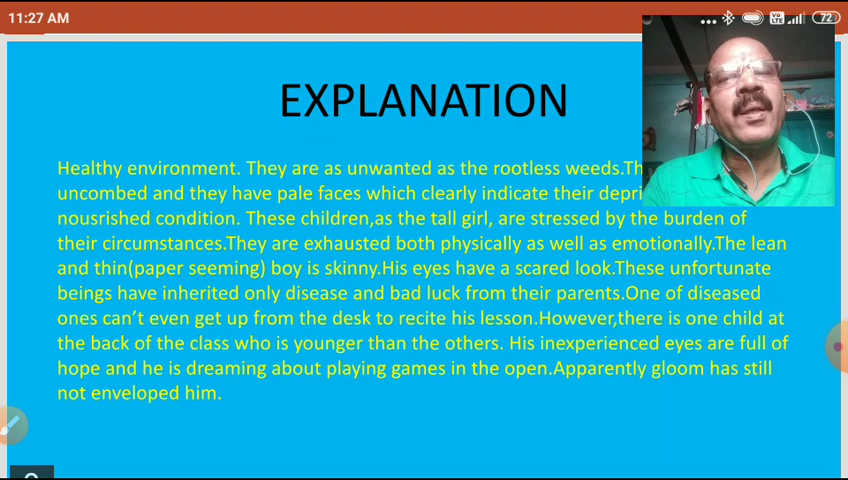 11:27 AM
72
EXPLANATION
Healthy environment. They are as unwanted as the rootless weeds.
uncombed and they have pale faces which clearly indicate their
nousrished condition. These children,as the tall girl, are stressed by the burden of
their circumstances.They are exhausted both physically as well as emotionally.The lean
and thin(paper seeming) boy is skinny.His eyes have a scared look.These unfortunate
beings have inherited only disease and bad luck from their parents.One of diseased
ones can’t even get up from the desk to recite his lesson.However,there is one child at
the back of the class who is younger than the others. His inexperienced eyes are full of
hope and he is dreaming about playing games in the open.Apparently gloom has still
not enveloped him.